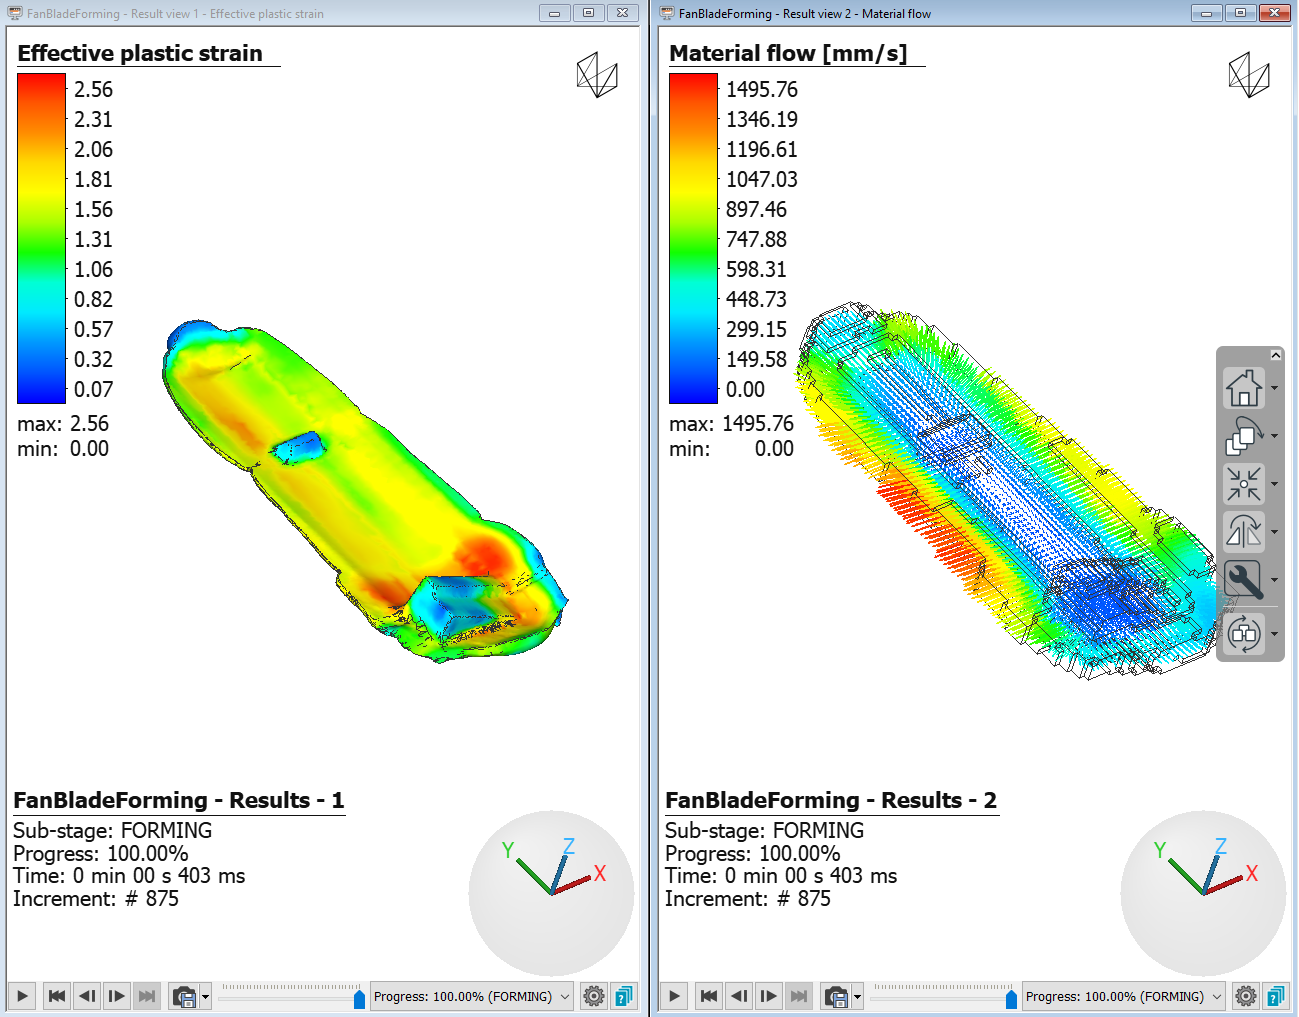 FanBladeForming - Result view 1 - Effective plastic strain
Effective plastic strain
2.56
2.31
2.06
1.81
1.56
1.31
1.06
0.82
0.57
0.32
0.07
max: 2.56
min: 0.00
FanBladeForming - Results - 1
Sub-stage: FORMING
Progress: 100.00%
Time: 0 min 00 s 403 ms
Increment: # 875
Y
Z
X
Progress: 100.00% (FORMING)
?
FanBladeForming - Result view 2 - Material flow
Material flow [mm/s]
1495.76
1346.19
1196.61
1047.03
897.46
747.88
598.31
448.73
299.15
149.58
0.00
max: 1495.76
min: 0.00
FanBladeForming - Results - 2
Sub-stage: FORMING
Progress: 100.00%
Time: 0 min 00 s 403 ms
Increment: # 875
Y
Z
X
Progress: 100.00% (FORMING)
?